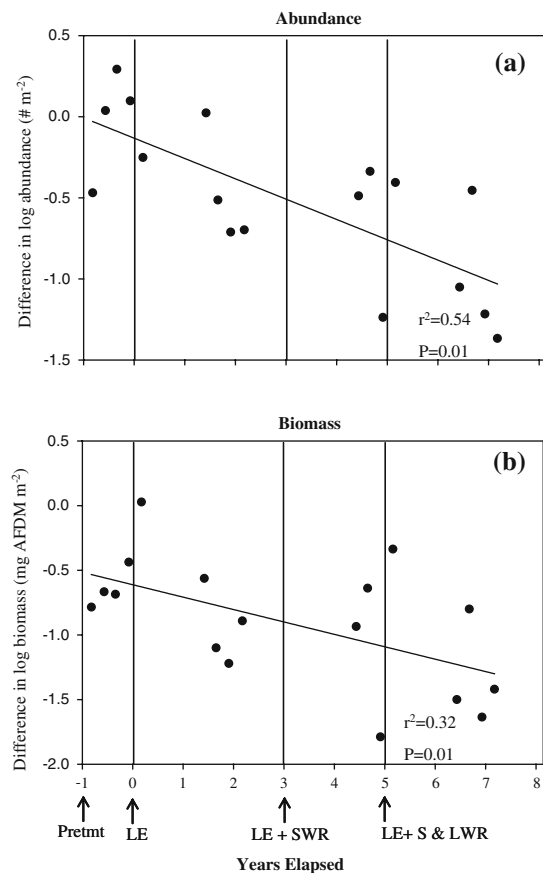 Abundance
(a)
Difference in log abundance (# m⁻²)
0.5
0.0
-0.5
-1.0
-1.5
r²=0.54
P=0.01
Biomass
(b)
Difference in log biomass (mg AFDM m⁻²)
0.5
0.0
-0.5
-1.0
-1.5
-2.0
r²=0.32
P=0.01
-1 0 1 2 3 4 5 6 7 8
Pretmt LE LE + SWR LE+ S & LWR
Years Elapsed